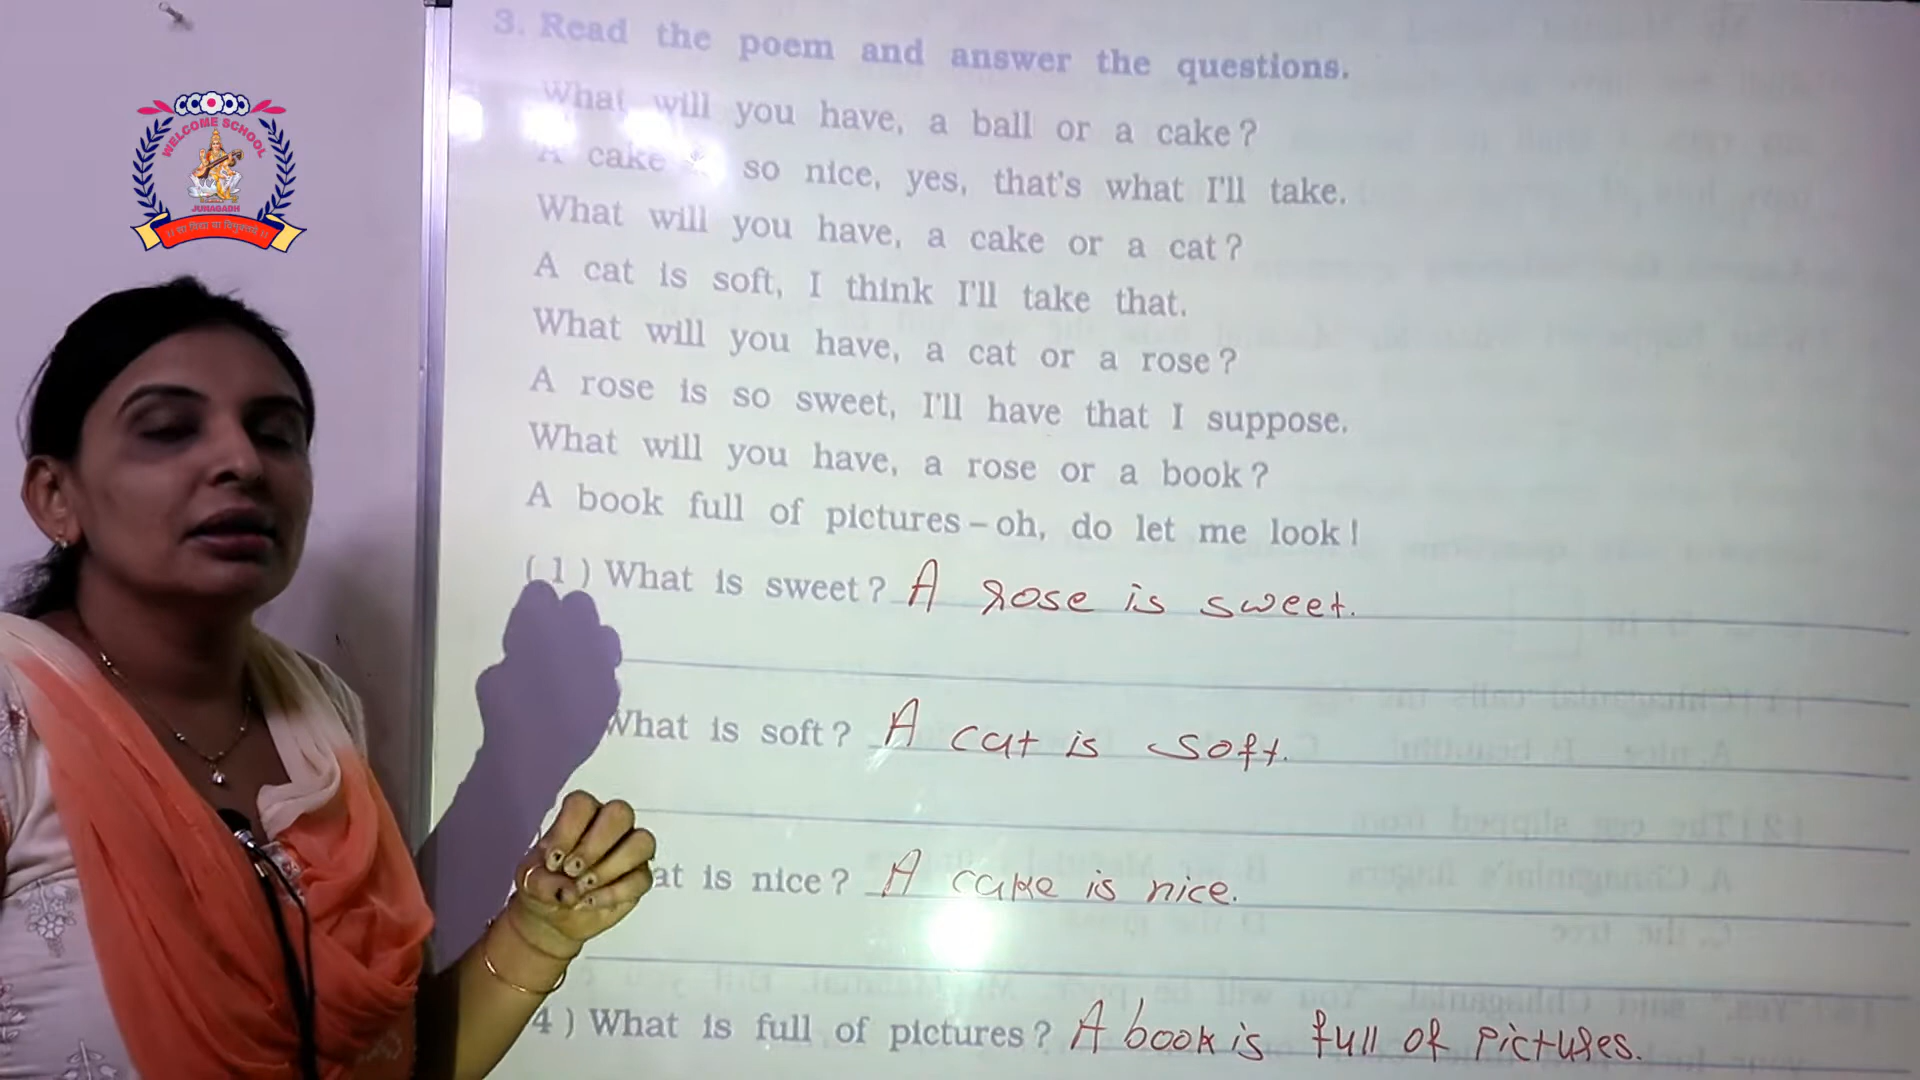 WELCOME SCHOOL
JUNAGADH
।। सा विद्या या विमुक्तये ।।
3. Read the poem and answer the questions.
What will you have, a ball or a cake?
A cake so nice, yes, that's what I'll take.
What will you have, a cake or a cat?
A cat is soft, I think I'll take that.
What will you have, a cat or a rose?
A rose is so sweet, I'll have that I suppose.
What will you have, a rose or a book?
A book full of pictures – oh, do let me look!
(1) What is sweet? A rose is sweet.
What is soft? A cat is soft.
at is nice? A cake is nice.
4) What is full of pictures? A book is full of pictures.